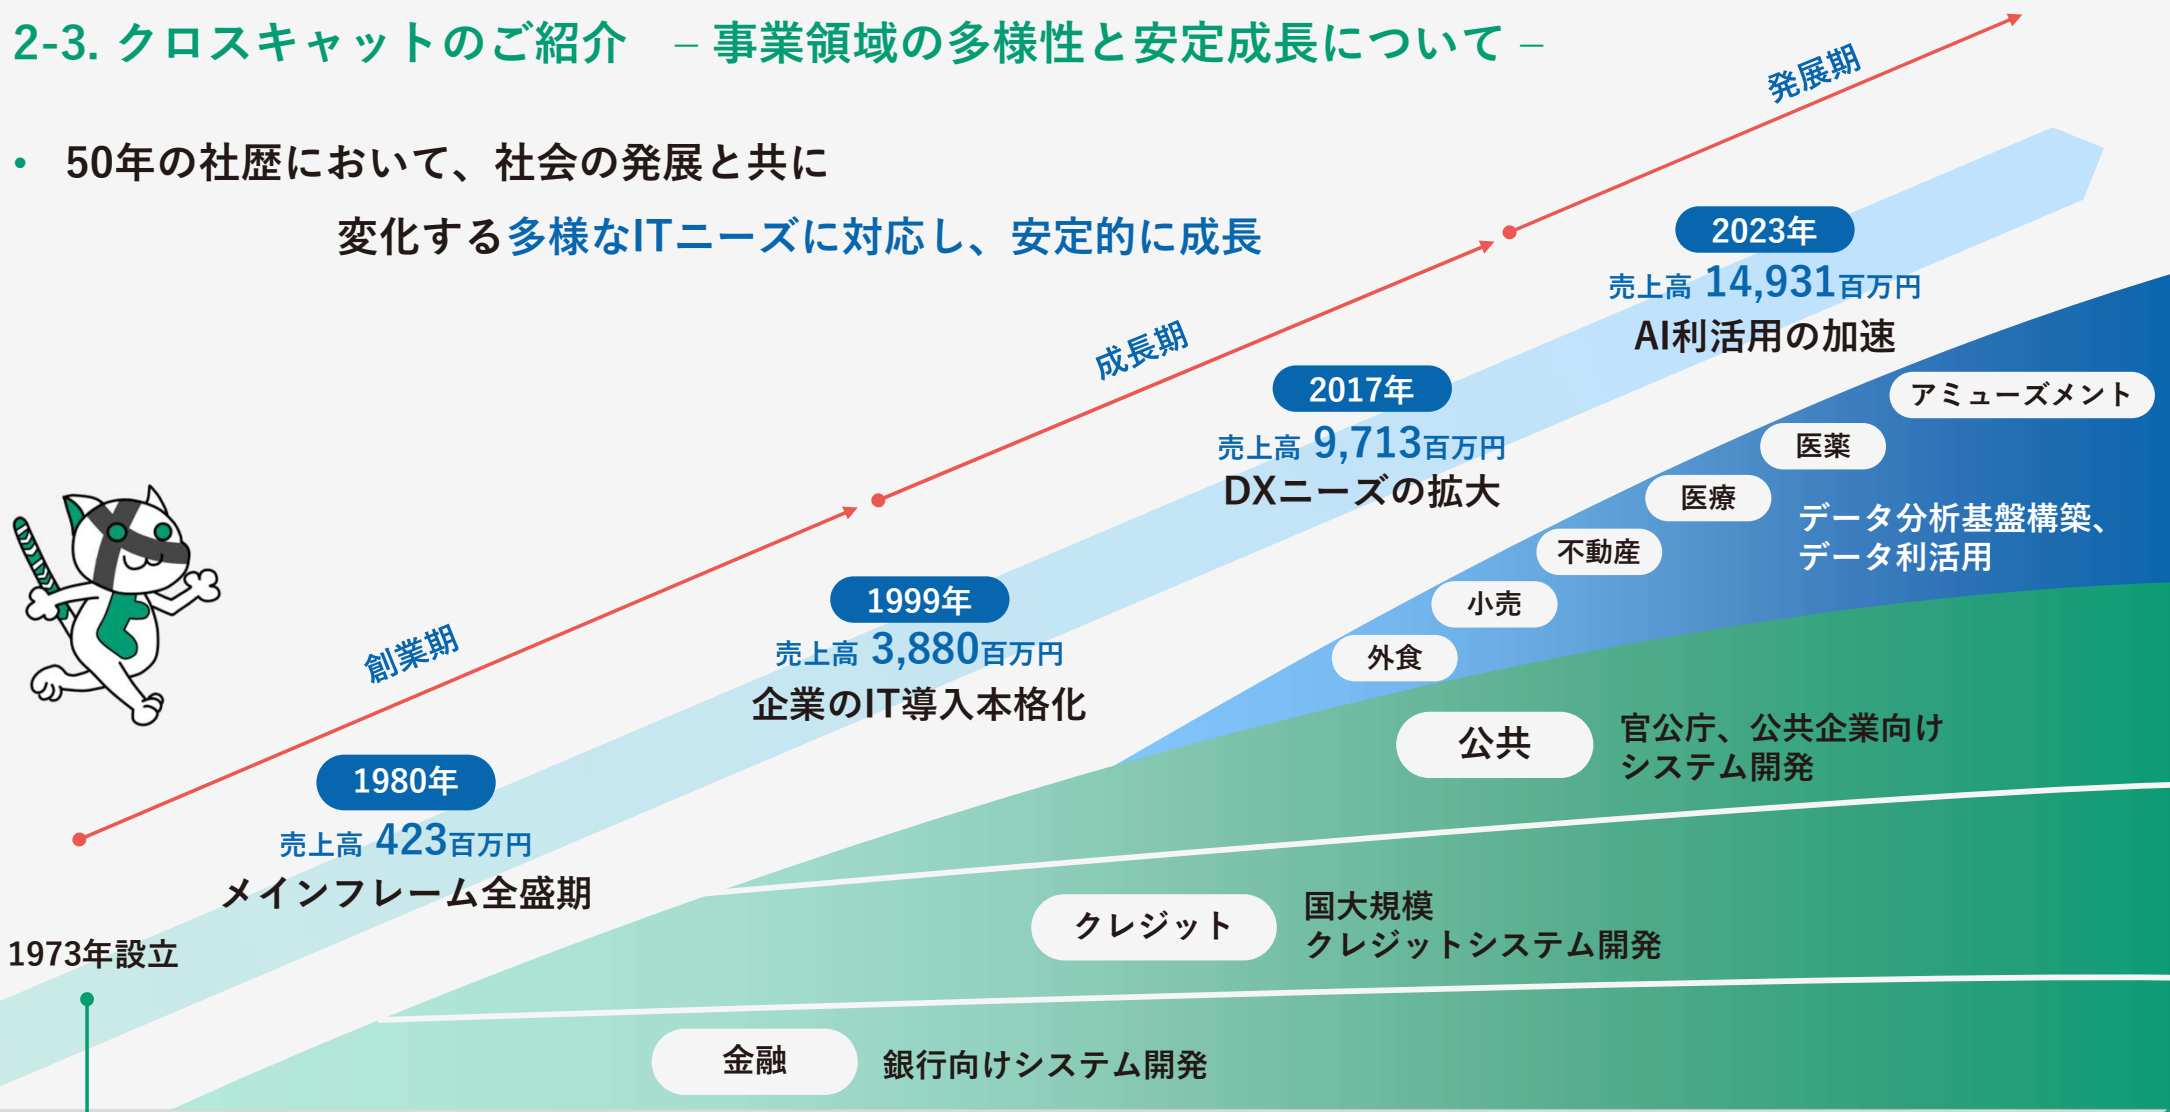 2-3. クロスキャットのご紹介 – 事業領域の多様性と安定成長について –
• 50年の社歴において、社会の発展と共に
変化する多様なITニーズに対応し、安定的に成長
発展期
2023年
売上高 14,931百万円
AI利活用の加速
成長期
2017年
売上高 9,713百万円
DXニーズの拡大
創業期
1999年
売上高 3,880百万円
企業のIT導入本格化
1980年
売上高 423百万円
メインフレーム全盛期
1973年設立
アミューズメント
医薬
医療
不動産
小売
外食
データ分析基盤構築、
データ利活用
公共
官公庁、公共企業向け
システム開発
クレジット
国大規模
クレジットシステム開発
金融
銀行向けシステム開発